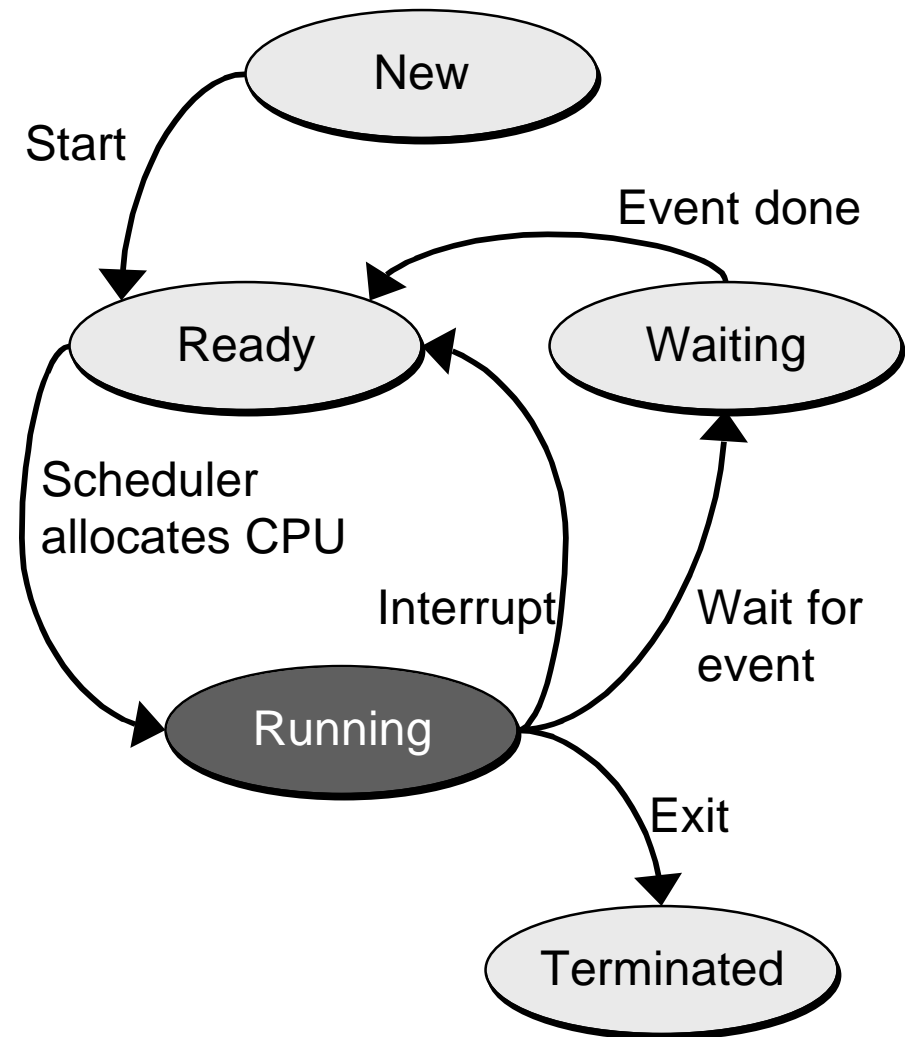 New
Start
Event done
Ready
Waiting
Scheduler
allocates CPU
Interrupt
Wait for
event
Running
Exit
Terminated